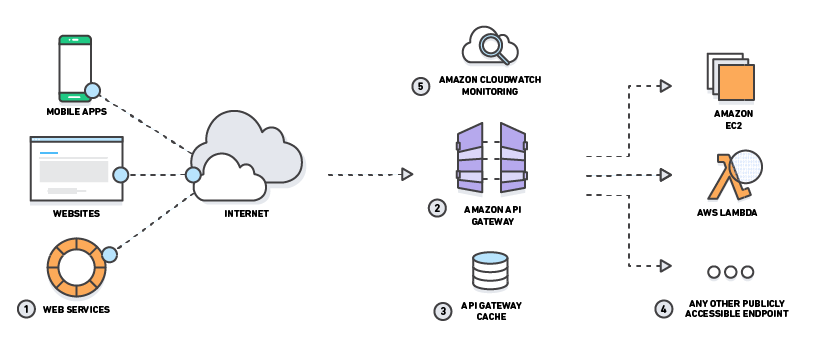 MOBILE APPS
WEBSITES
1 WEB SERVICES
INTERNET
5 AMAZON CLOUDWATCH
MONITORING
2 AMAZON API
GATEWAY
3 API GATEWAY
CACHE
AMAZON
EC2
AWS LAMBDA
4 ANY OTHER PUBLICLY
ACCESSIBLE ENDPOINT